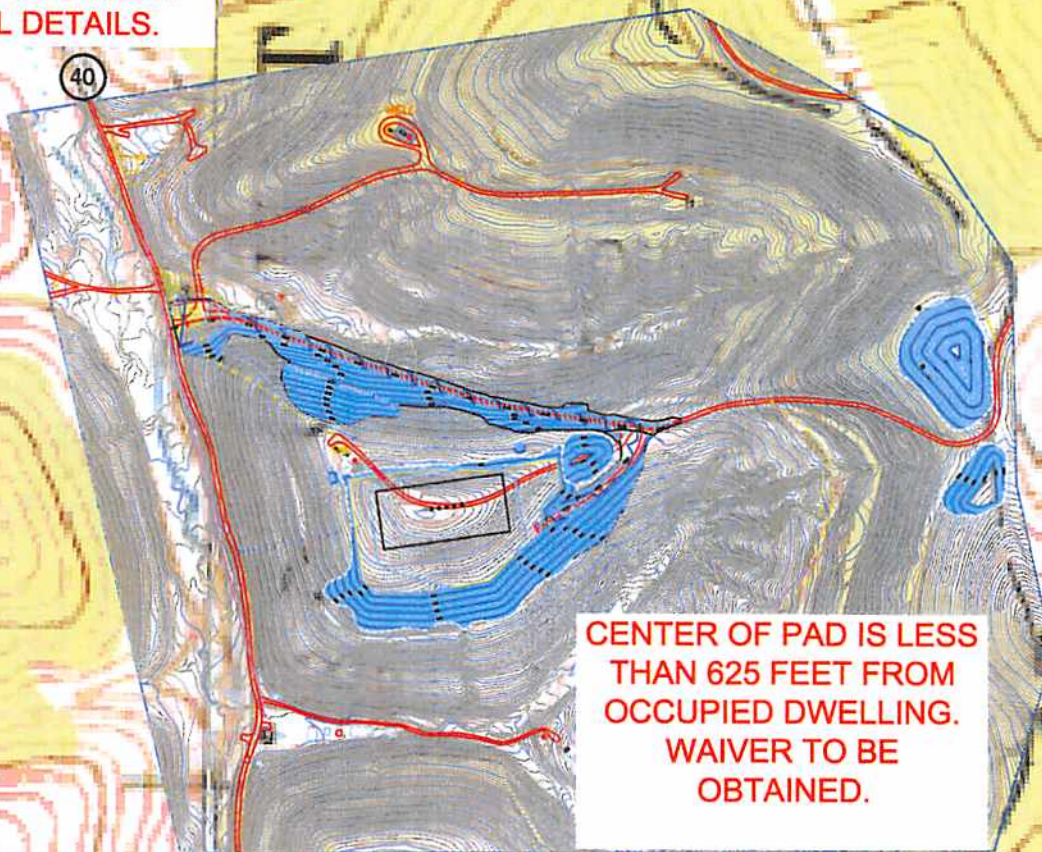 L DETAILS.
40
CENTER OF PAD IS LESS
THAN 625 FEET FROM
OCCUPIED DWELLING.
WAIVER TO BE
OBTAINED.